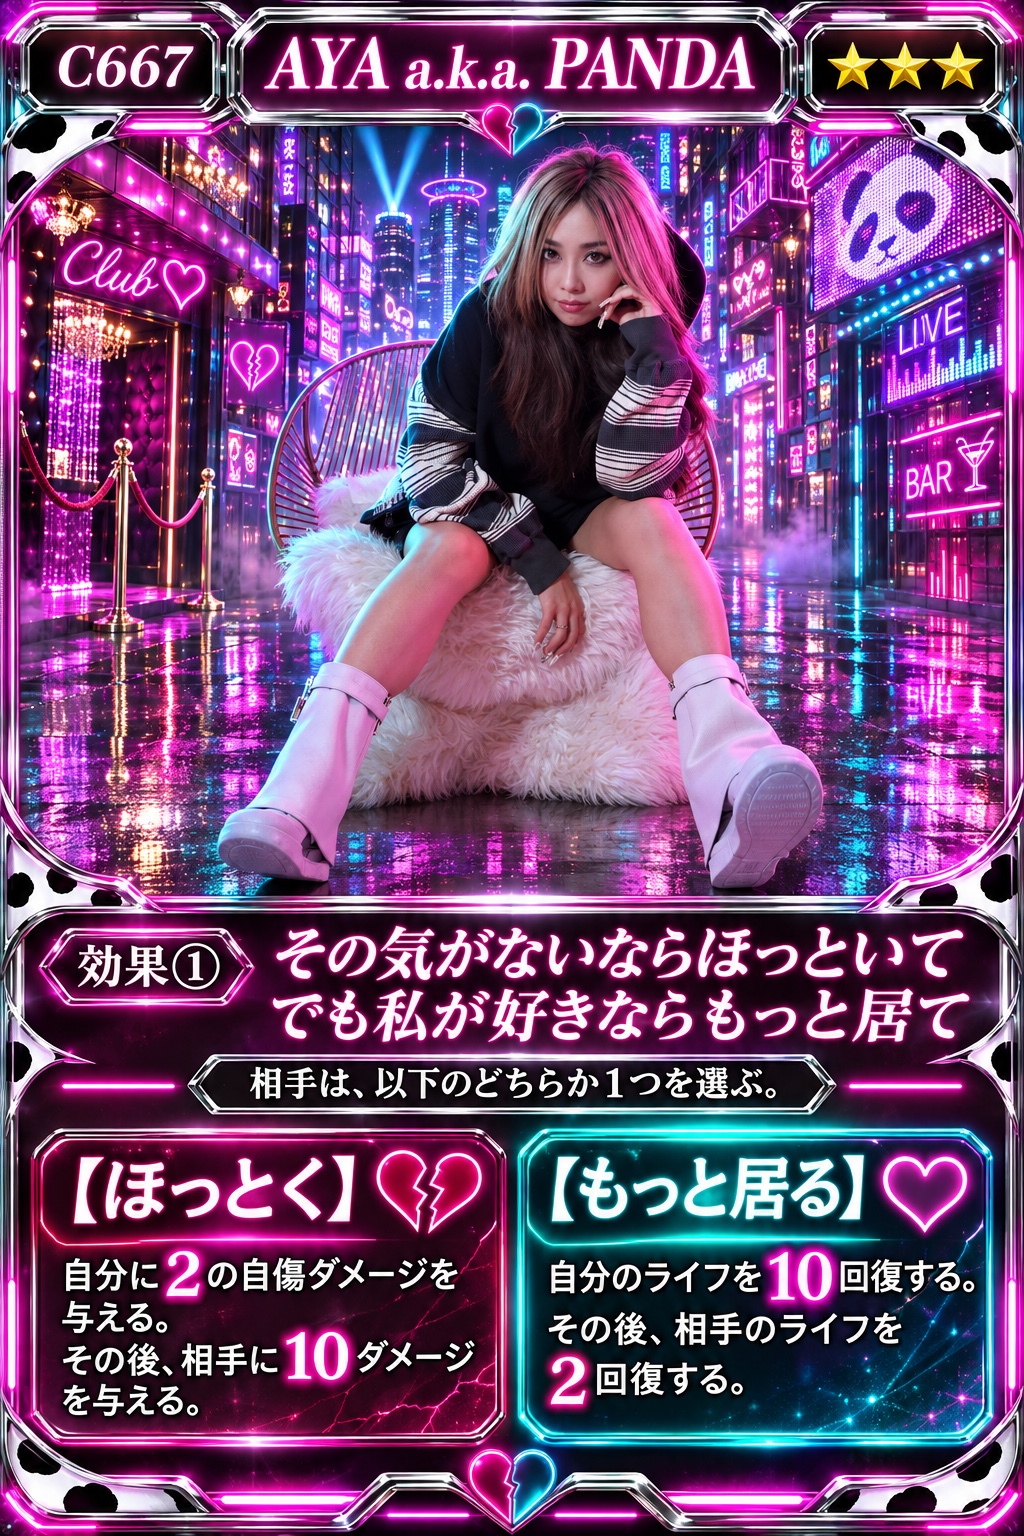 C667
AYA a.k.a. PANDA
Club
LIVE
BAR
効果①
その気がないならほっといて
でも私が好きならもっと居て
相手は、以下のどちらか1つを選ぶ。
【ほっとく】
自分に2の自傷ダメージを
与える。
その後、相手に10ダメージ
を与える。
【もっと居る】
自分のライフを10回復する。
その後、相手のライフを
2回復する。